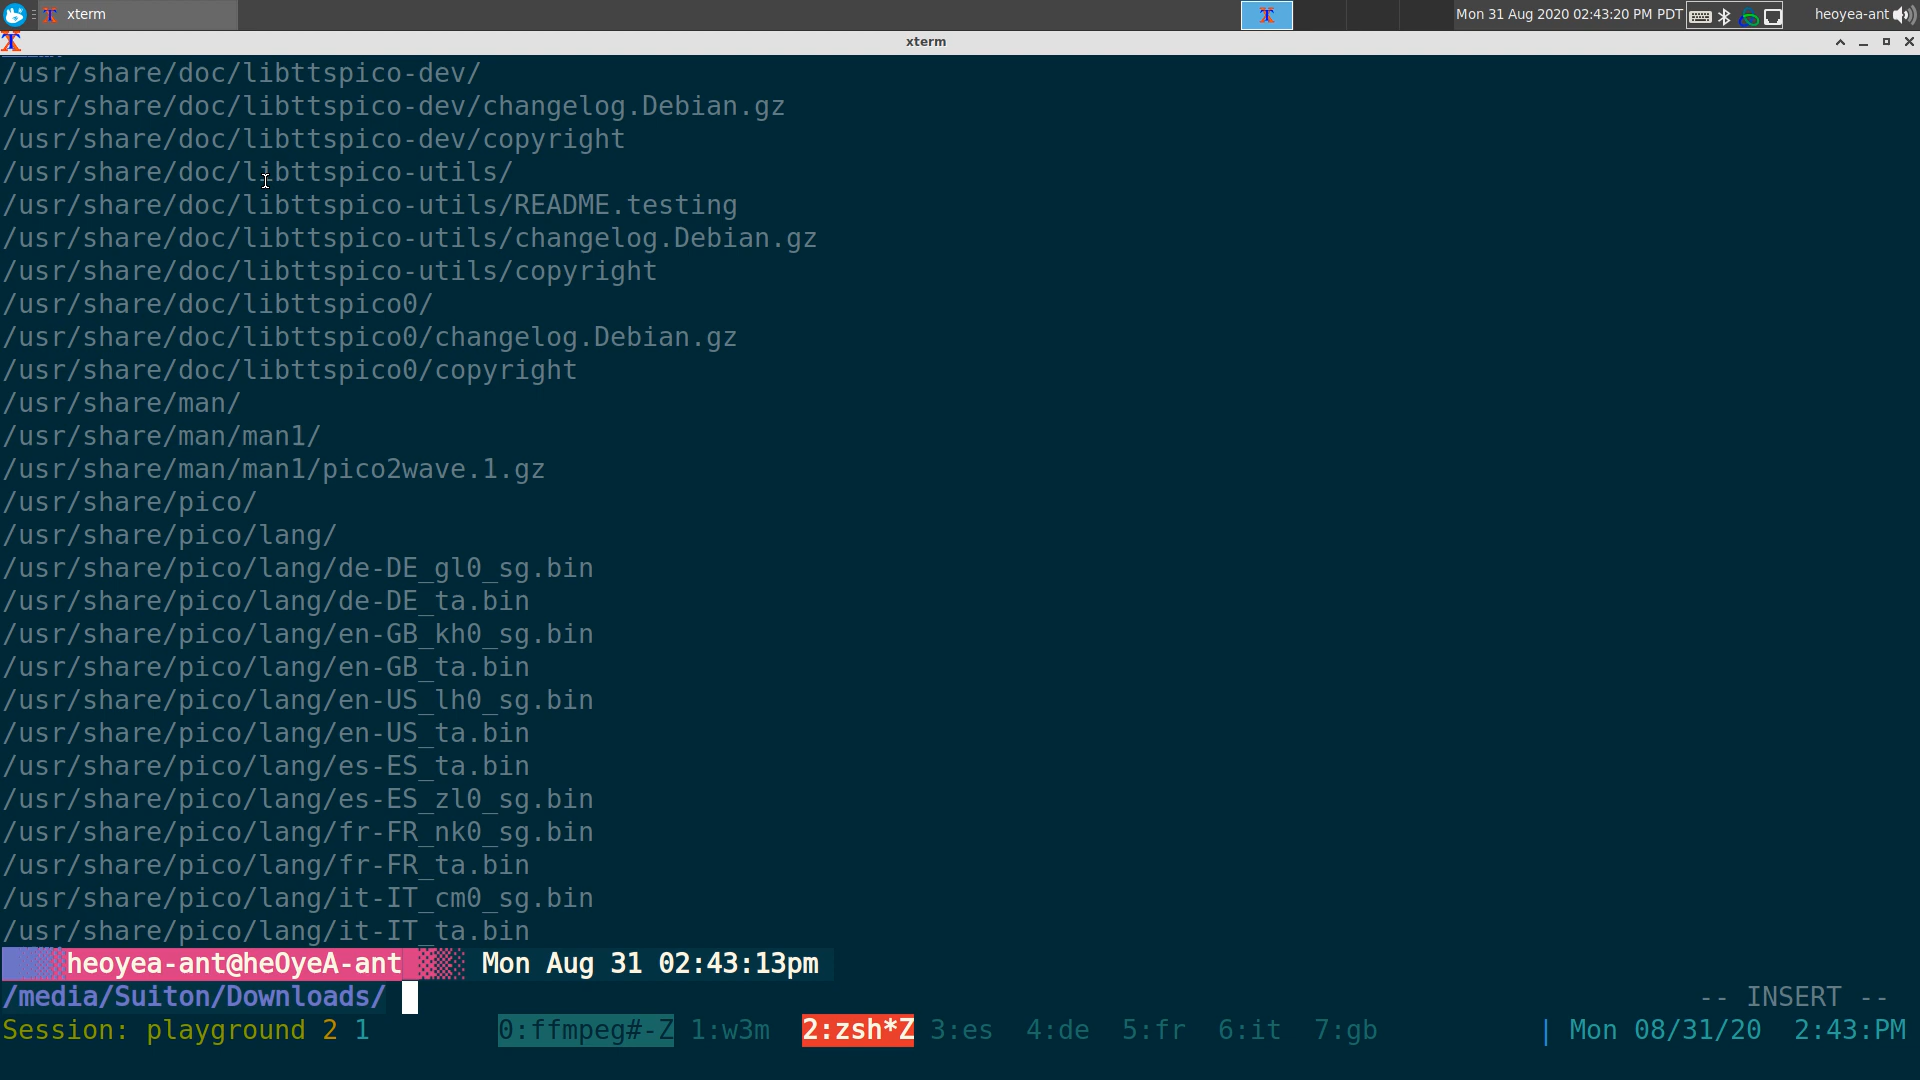 xterm
Mon 31 Aug 2020 02:43:20 PM PDT
heoyea-ant
xterm
/usr/share/doc/libttspico-dev/
/usr/share/doc/libttspico-dev/changelog.Debian.gz
/usr/share/doc/libttspico-dev/copyright
/usr/share/doc/libttspico-utils/
/usr/share/doc/libttspico-utils/README.testing
/usr/share/doc/libttspico-utils/changelog.Debian.gz
/usr/share/doc/libttspico-utils/copyright
/usr/share/doc/libttspico0/
/usr/share/doc/libttspico0/changelog.Debian.gz
/usr/share/doc/libttspico0/copyright
/usr/share/man/
/usr/share/man/man1/
/usr/share/man/man1/pico2wave.1.gz
/usr/share/pico/
/usr/share/pico/lang/
/usr/share/pico/lang/de-DE_gl0_sg.bin
/usr/share/pico/lang/de-DE_ta.bin
/usr/share/pico/lang/en-GB_kh0_sg.bin
/usr/share/pico/lang/en-GB_ta.bin
/usr/share/pico/lang/en-US_lh0_sg.bin
/usr/share/pico/lang/en-US_ta.bin
/usr/share/pico/lang/es-ES_ta.bin
/usr/share/pico/lang/es-ES_zl0_sg.bin
/usr/share/pico/lang/fr-FR_nk0_sg.bin
/usr/share/pico/lang/fr-FR_ta.bin
/usr/share/pico/lang/it-IT_cm0_sg.bin
/usr/share/pico/lang/it-IT_ta.bin
heoyea-ant@heOyeA-ant Mon Aug 31 02:43:13pm
/media/Suiton/Downloads/ -- INSERT --
Session: playground 2 1 0:ffmpeg#-Z 1:w3m 2:zsh*Z 3:es 4:de 5:fr 6:it 7:gb | Mon 08/31/20 2:43:PM